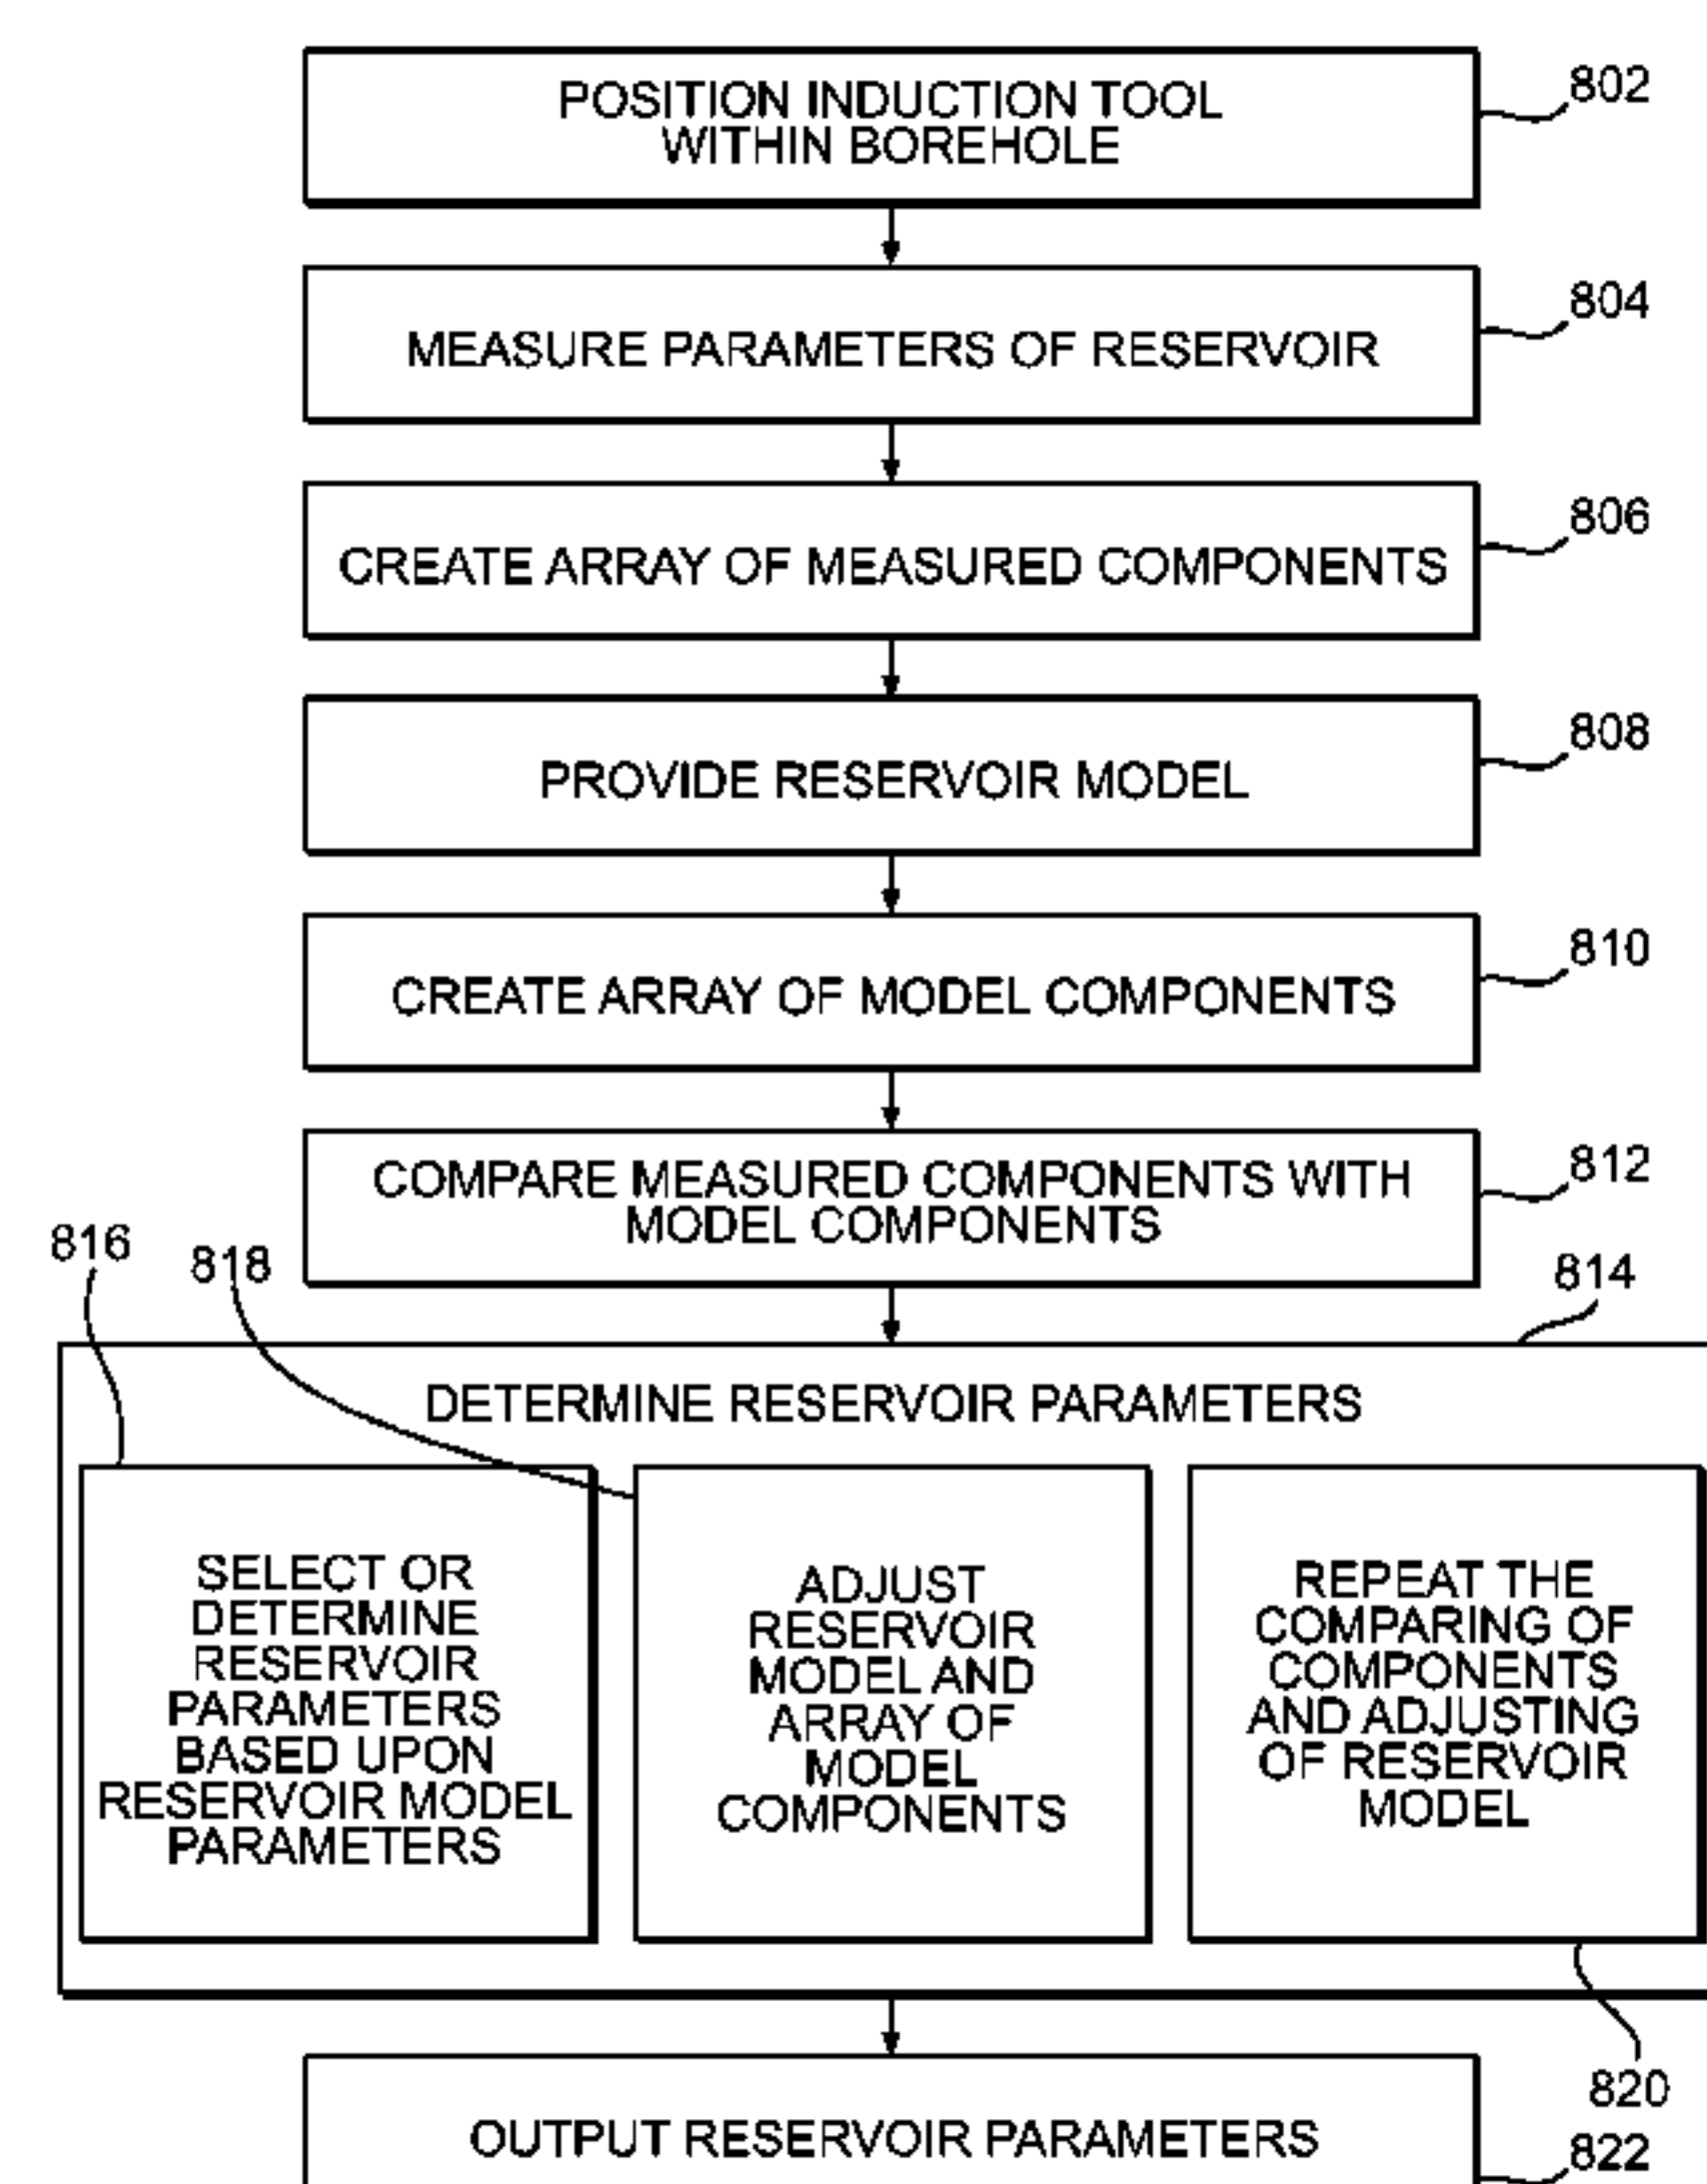 POSITION INDUCTION TOOL
WITHIN BOREHOLE
802
MEASURE PARAMETERS OF RESERVOIR
804
CREATE ARRAY OF MEASURED COMPONENTS
806
PROVIDE RESERVOIR MODEL
808
CREATE ARRAY OF MODEL COMPONENTS
810
COMPARE MEASURED COMPONENTS WITH
MODEL COMPONENTS
812
816
818
814
DETERMINE RESERVOIR PARAMETERS
SELECT OR
DETERMINE
RESERVOIR
PARAMETERS
BASED UPON
RESERVOIR MODEL
PARAMETERS
ADJUST
RESERVOIR
MODEL AND
ARRAY OF
MODEL
COMPONENTS
REPEAT THE
COMPARING OF
COMPONENTS
AND ADJUSTING
OF RESERVOIR
MODEL
820
OUTPUT RESERVOIR PARAMETERS
822